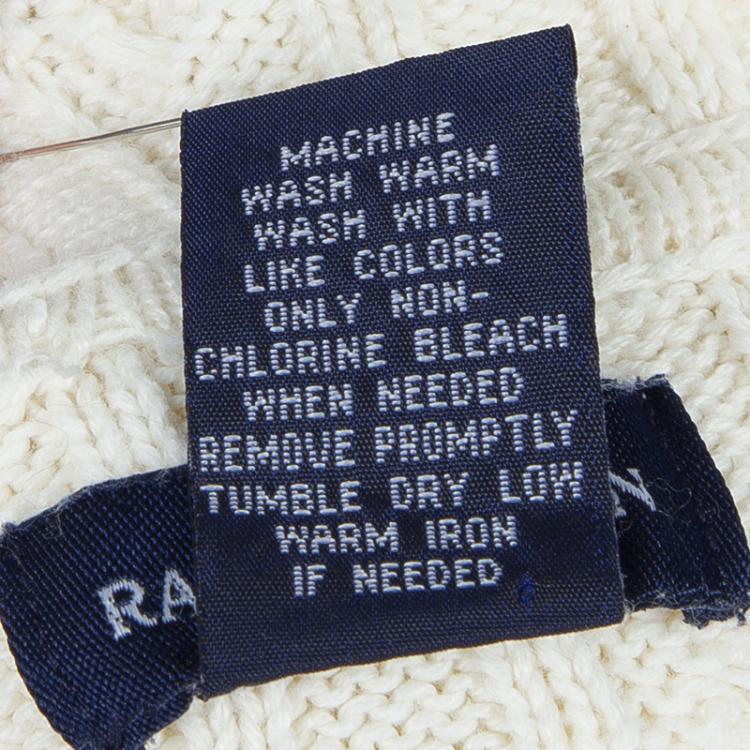 MACHINE
WASH WARM
WASH WITH
LIKE COLORS
ONLY NON-
CHLORINE BLEACH
WHEN NEEDED
REMOVE PROMPTLY
TUMBLE DRY LOW
WARM IRON
IF NEEDED
RA
N